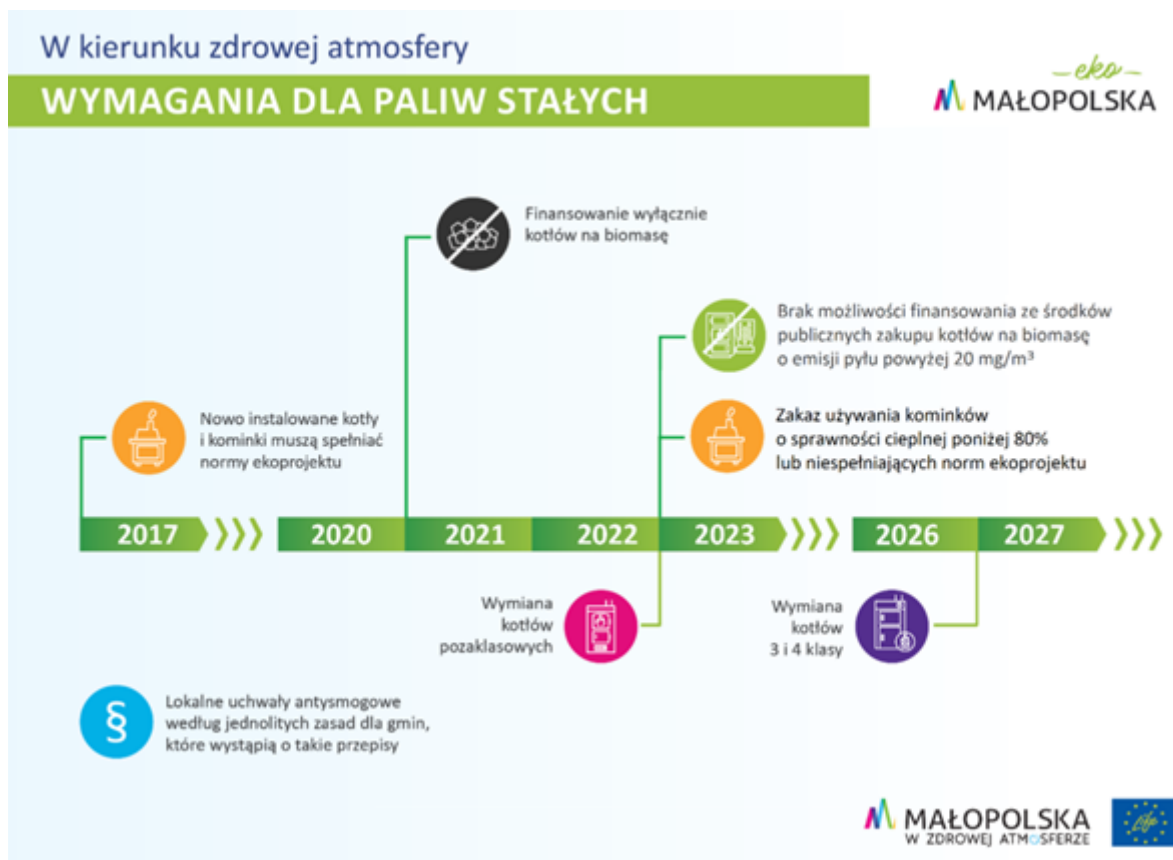 W kierunku zdrowej atmosfery
WYMAGANIA DLA PALIW STAŁYCH
eko
MAŁOPOLSKA
Finansowanie wyłącznie
kotłów na biomasę
Brak możliwości finansowania ze środków
publicznych zakupu kotłów na biomasę
o emisji pyłu powyżej 20 mg/m³
Nowo instalowane kotły
i kominki muszą spełniać
normy ekoprojektu
Zakaz używania kominków
o sprawności cieplnej poniżej 80%
lub niespełniających norm ekoprojektu
2017
2020
2021
2022
2023
2026
2027
Wymiana
kotłów
pozaklasowych
Wymiana
kotłów
3 i 4 klasy
§
Lokalne uchwały antysmogowe
według jednolitych zasad dla gmin,
które wystąpią o takie przepisy
MAŁOPOLSKA
W ZDROWEJ ATMOSFERZE
Life